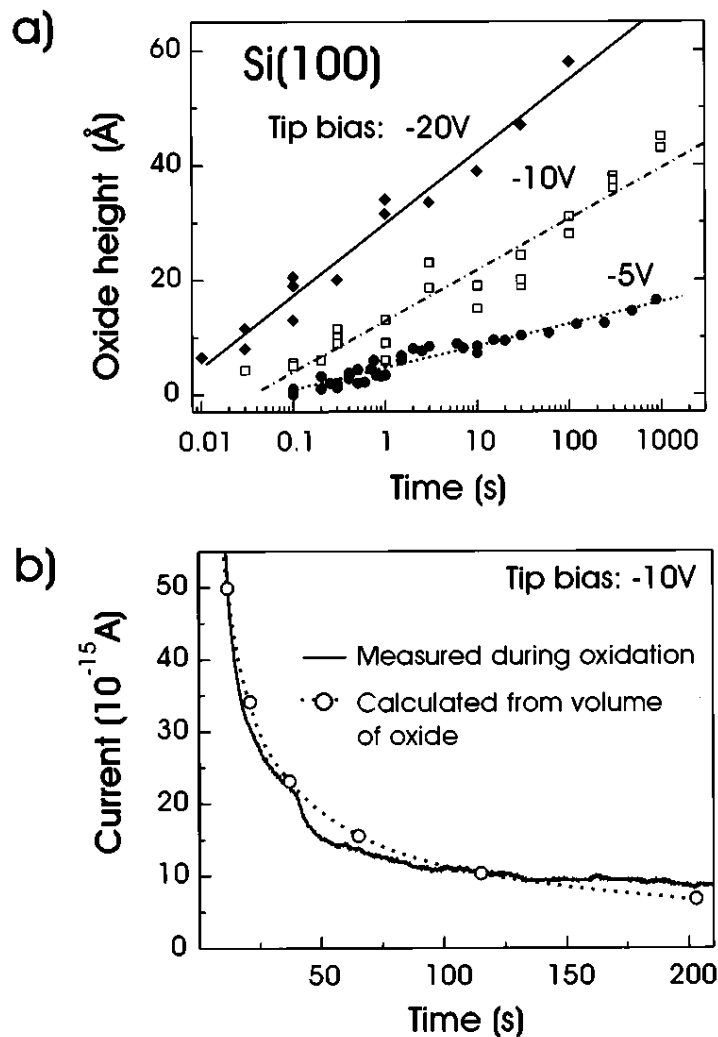 a)
Si(100)
Tip bias: -20V
-10V
-5V
Oxide height (Å)
60
40
20
0
0.01 0.1 1 10 100 1000
Time (s)
b)
Tip bias: -10V
Measured during oxidation
Calculated from volume
of oxide
Current (10⁻¹⁵A)
50
40
30
20
10
0
50 100 150 200
Time (s)